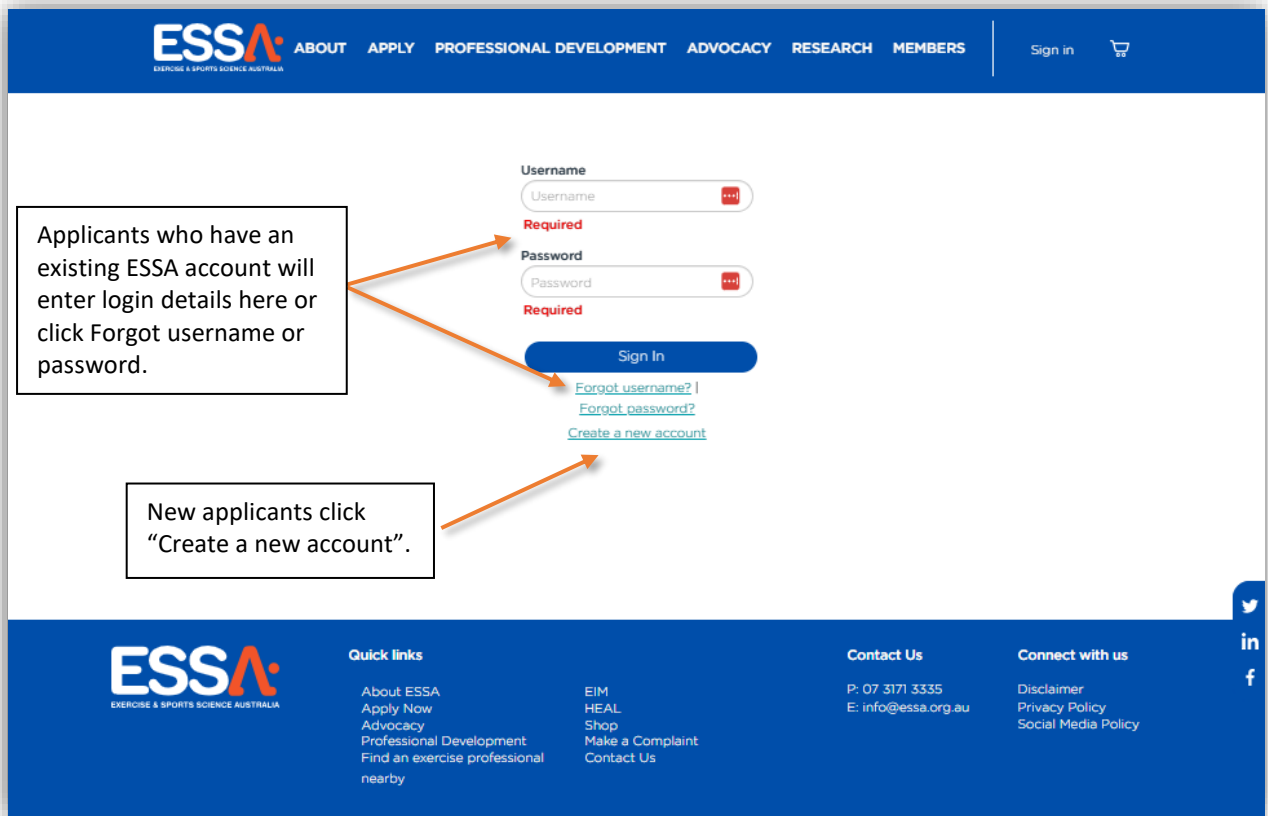 ESSA
EXERCISE & SPORTS SCIENCE AUSTRALIA
ABOUT APPLY PROFESSIONAL DEVELOPMENT ADVOCACY RESEARCH MEMBERS Sign in
Username
Username
Required
Password
Password
Required
Sign In
Forgot username? |
Forgot password?
Create a new account
Applicants who have an
existing ESSA account will
enter login details here or
click Forgot username or
password.
New applicants click
“Create a new account”.
ESSA
EXERCISE & SPORTS SCIENCE AUSTRALIA
Quick links
About ESSA
Apply Now
Advocacy
Professional Development
Find an exercise professional
nearby
EIM
HEAL
Shop
Make a Complaint
Contact Us
Contact Us
P: 07 3171 3335
E: info@essa.org.au
Connect with us
Disclaimer
Privacy Policy
Social Media Policy